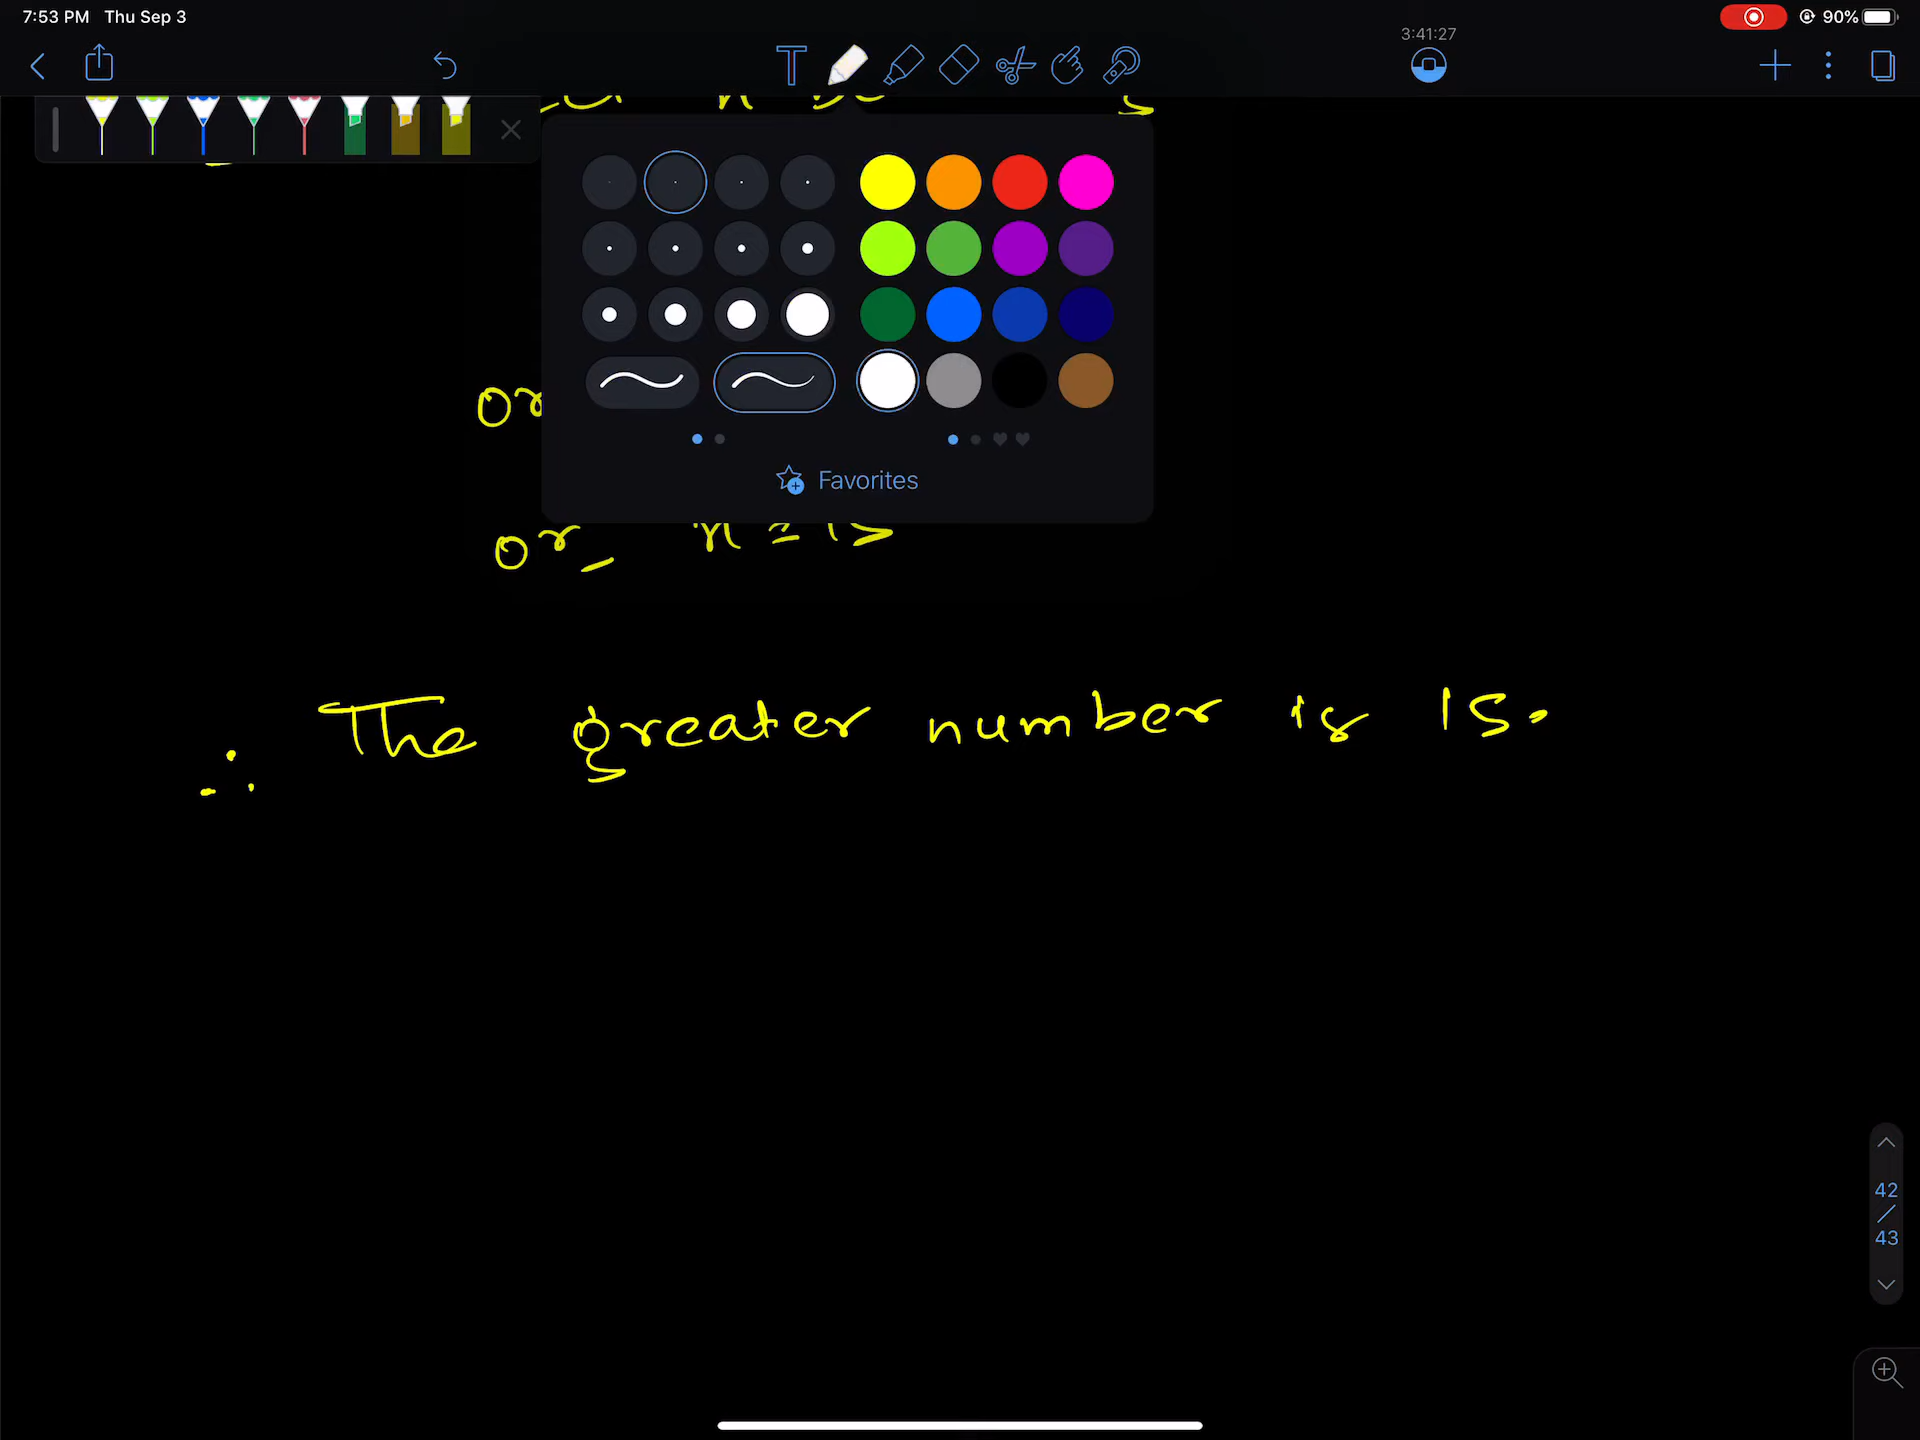 7:53 PM Thu Sep 3
90%
3:41:27
T
or
Favorites
or, x = 15
∴ The greater number is 15.
42
/
43